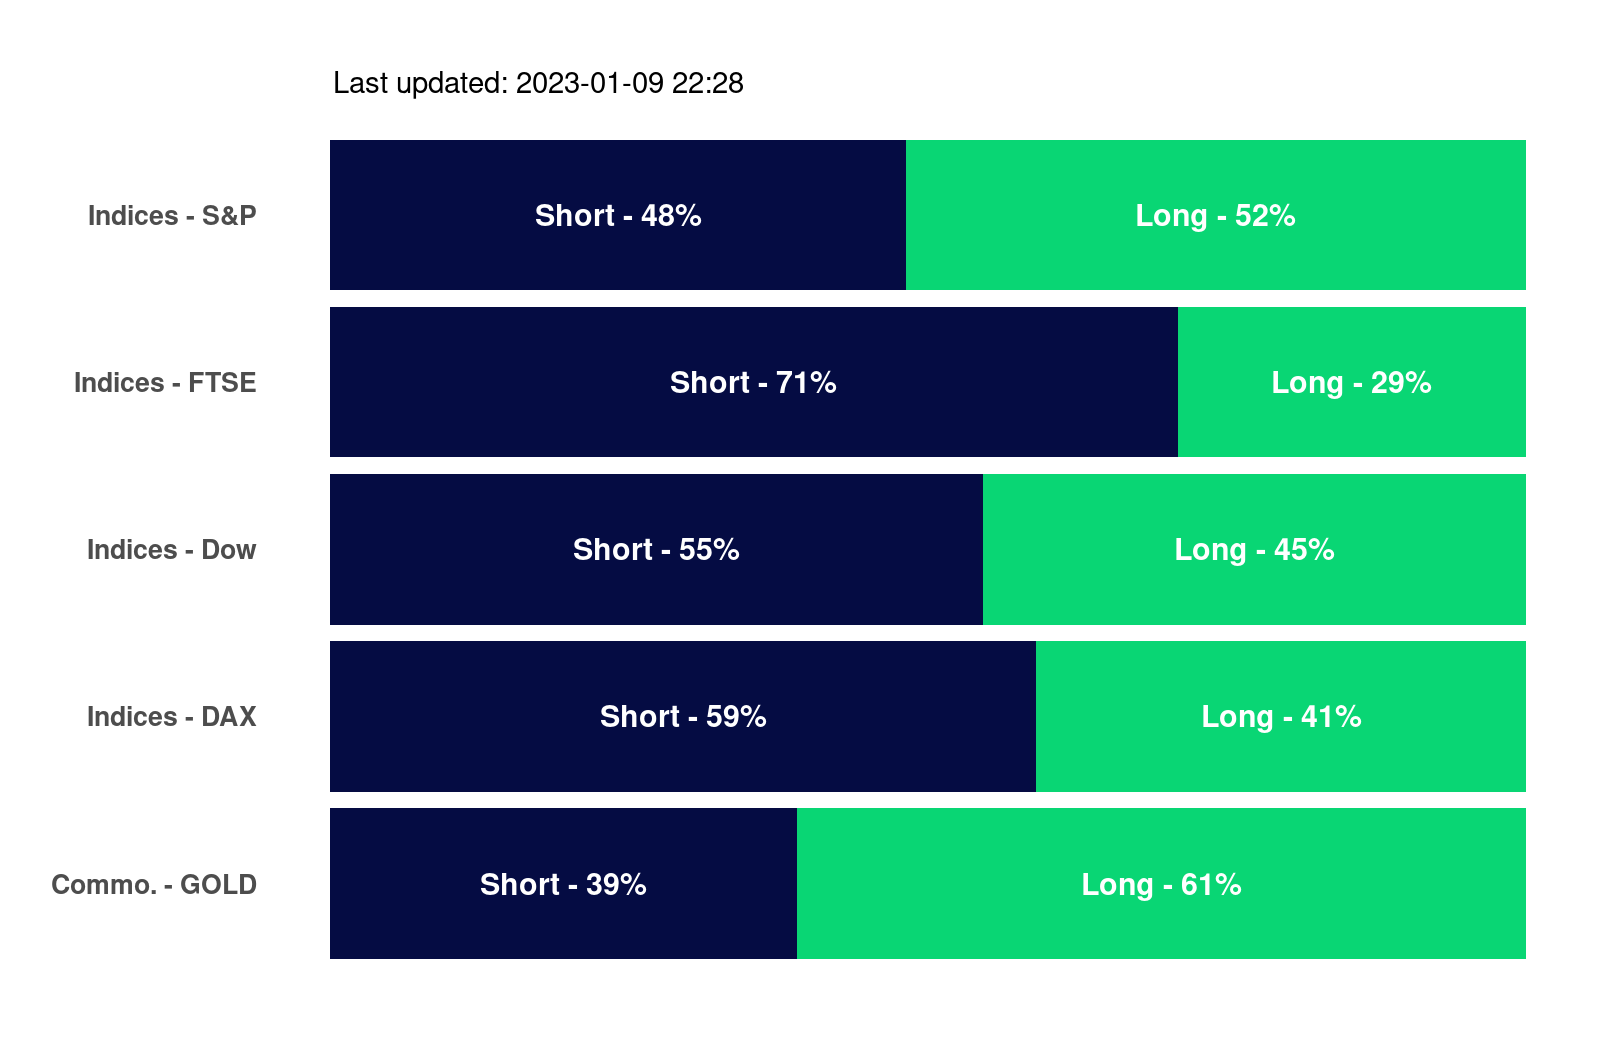 Last updated: 2023-01-09 22:28
Indices - S&P Short - 48% Long - 52%
Indices - FTSE Short - 71% Long - 29%
Indices - Dow Short - 55% Long - 45%
Indices - DAX Short - 59% Long - 41%
Commo. - GOLD Short - 39% Long - 61%